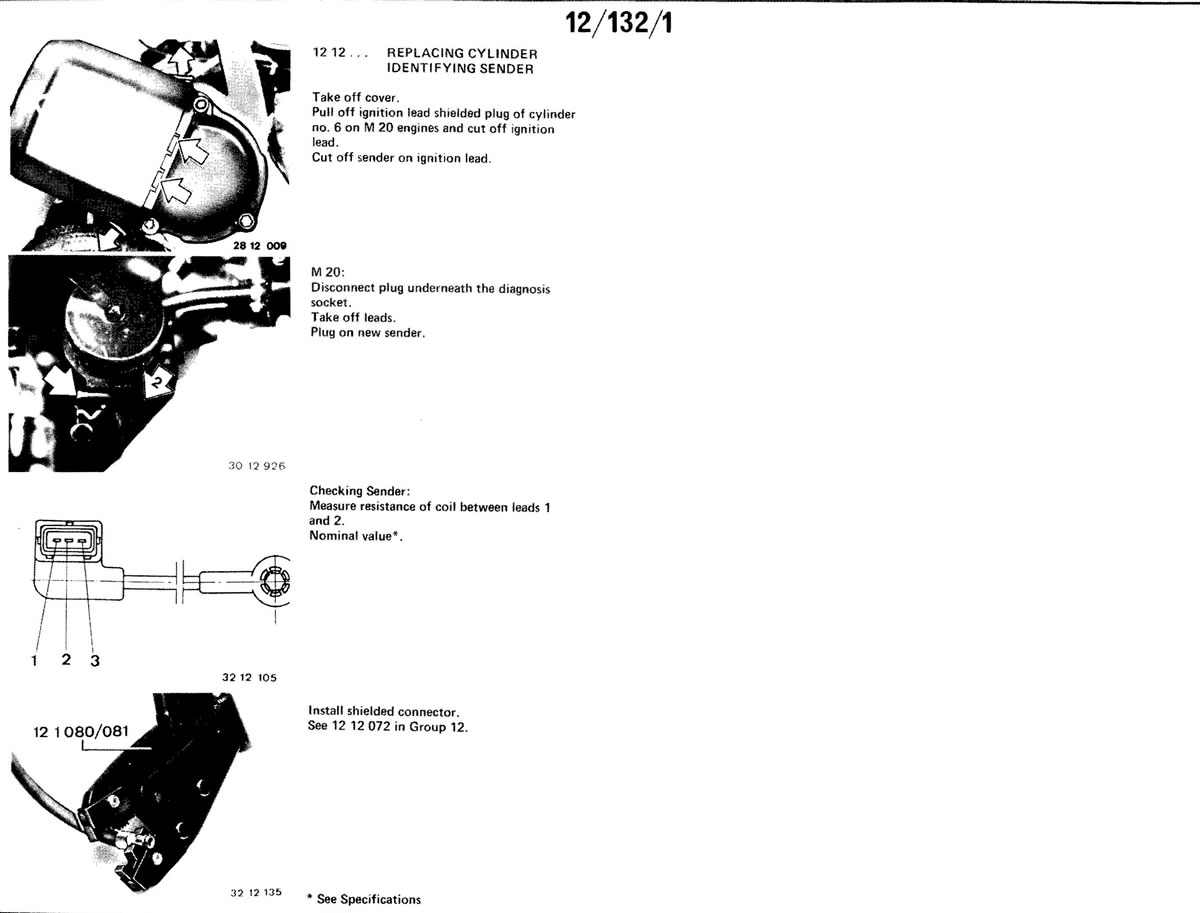 12/132/1
12 12 ... REPLACING CYLINDER
IDENTIFYING SENDER
Take off cover.
Pull off ignition lead shielded plug of cylinder
no. 6 on M 20 engines and cut off ignition
lead.
Cut off sender on ignition lead.
28 12 009
M 20:
Disconnect plug underneath the diagnosis
socket.
Take off leads.
Plug on new sender.
2
30 12 926
Checking Sender:
Measure resistance of coil between leads 1
and 2.
Nominal value*.
1 2 3
32 12 105
Install shielded connector.
See 12 12 072 in Group 12.
12 1 080/081
32 12 135
* See Specifications